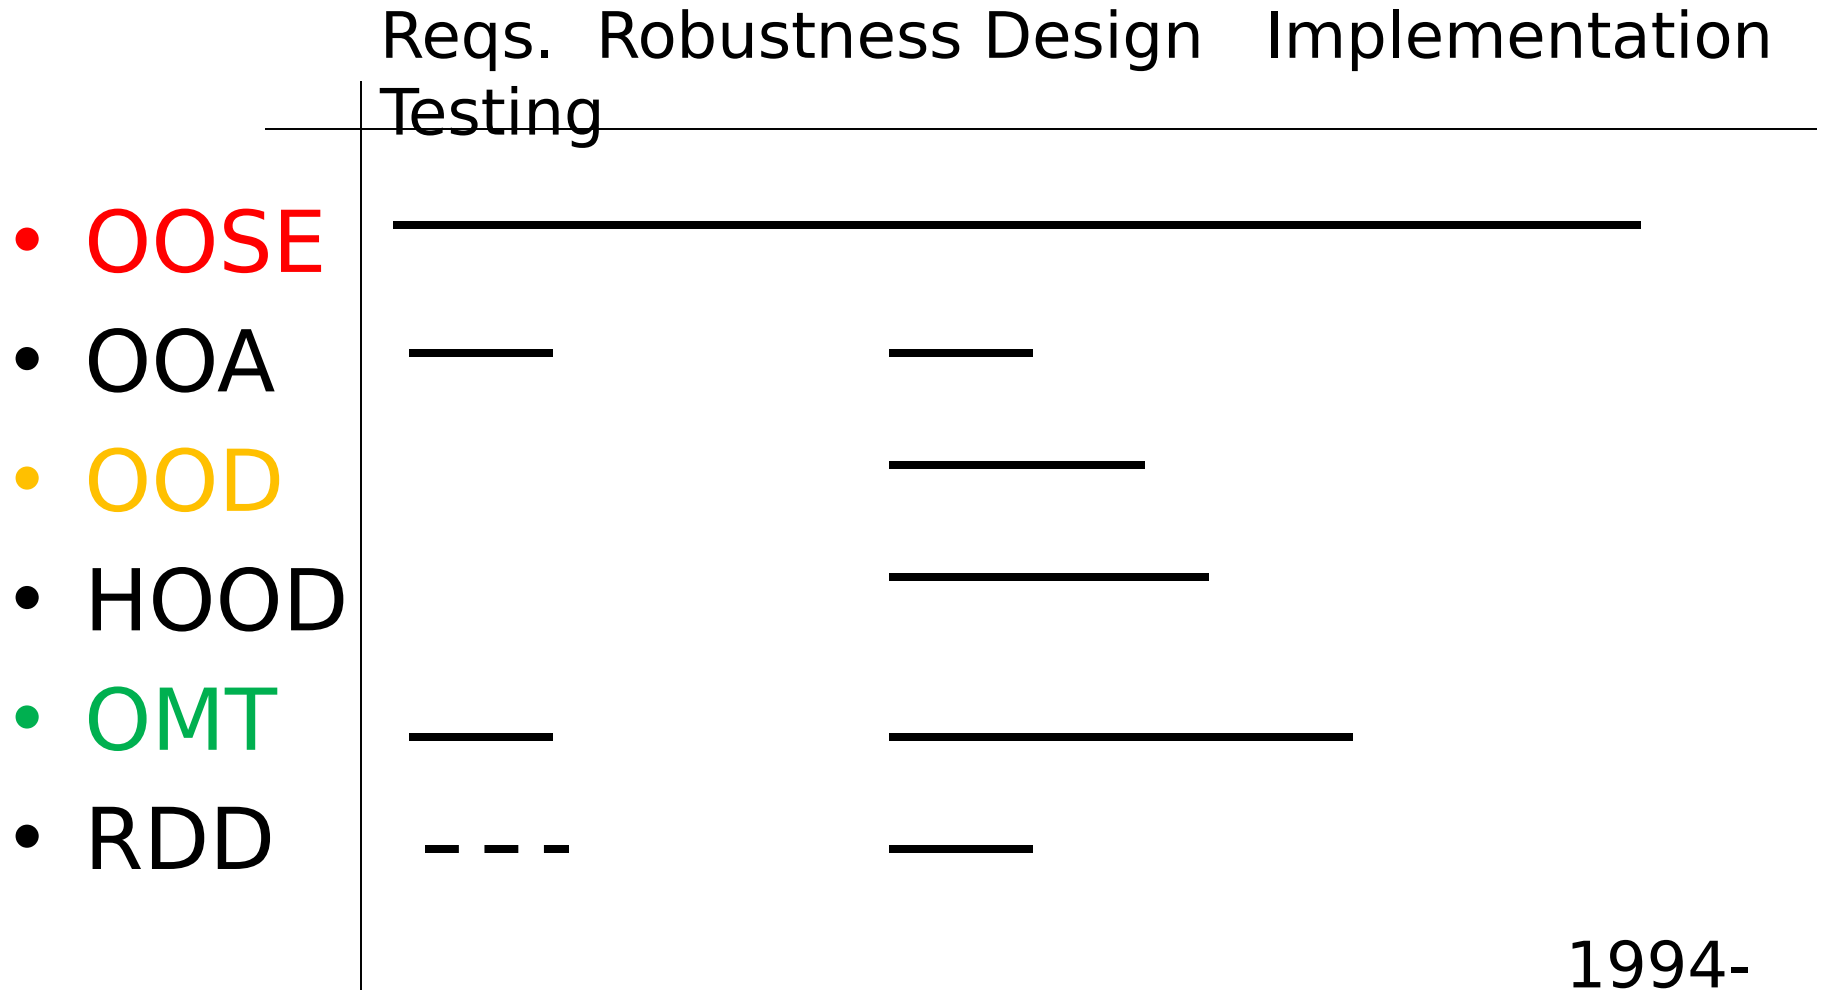 Reqs. Robustness Design Implementation
Testing
• OOSE
• OOA
• OOD
• HOOD
• OMT
• RDD
1994-